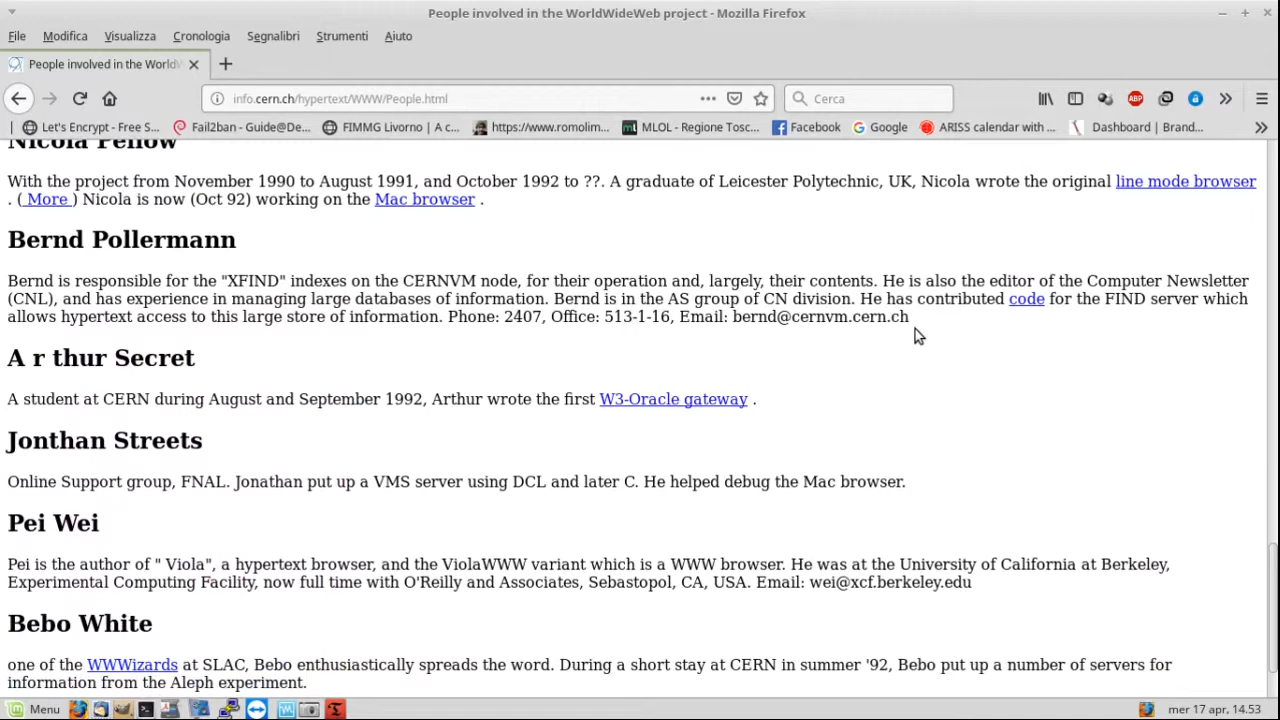 People involved in the WorldWideWeb project - Mozilla Firefox
File Modifica Visualizza Cronologia Segnalibri Strumenti Aiuto
People involved in the WorldW
info.cern.ch/hypertext/WWW/People.html
Cerca
ABP
Let's Encrypt - Free S... Fail2ban - Guide@De... FIMMG Livorno | A c... https://www.romolim... MLOL - Regione Tosc... Facebook Google ARISS calendar with ... Dashboard | Brand...
Nicola Pellow
With the project from November 1990 to August 1991, and October 1992 to ??. A graduate of Leicester Polytechnic, UK, Nicola wrote the original line mode browser
. ( More ) Nicola is now (Oct 92) working on the Mac browser .
Bernd Pollermann
Bernd is responsible for the "XFIND" indexes on the CERNVM node, for their operation and, largely, their contents. He is also the editor of the Computer Newsletter
(CNL), and has experience in managing large databases of information. Bernd is in the AS group of CN division. He has contributed code for the FIND server which
allows hypertext access to this large store of information. Phone: 2407, Office: 513-1-16, Email: bernd@cernvm.cern.ch
A r thur Secret
A student at CERN during August and September 1992, Arthur wrote the first W3-Oracle gateway .
Jonthan Streets
Online Support group, FNAL. Jonathan put up a VMS server using DCL and later C. He helped debug the Mac browser.
Pei Wei
Pei is the author of " Viola", a hypertext browser, and the ViolaWWW variant which is a WWW browser. He was at the University of California at Berkeley,
Experimental Computing Facility, now full time with O'Reilly and Associates, Sebastopol, CA, USA. Email: wei@xcf.berkeley.edu
Bebo White
one of the WWWizards at SLAC, Bebo enthusiastically spreads the word. During a short stay at CERN in summer '92, Bebo put up a number of servers for
information from the Aleph experiment.
Menu
mer 17 apr, 14.53